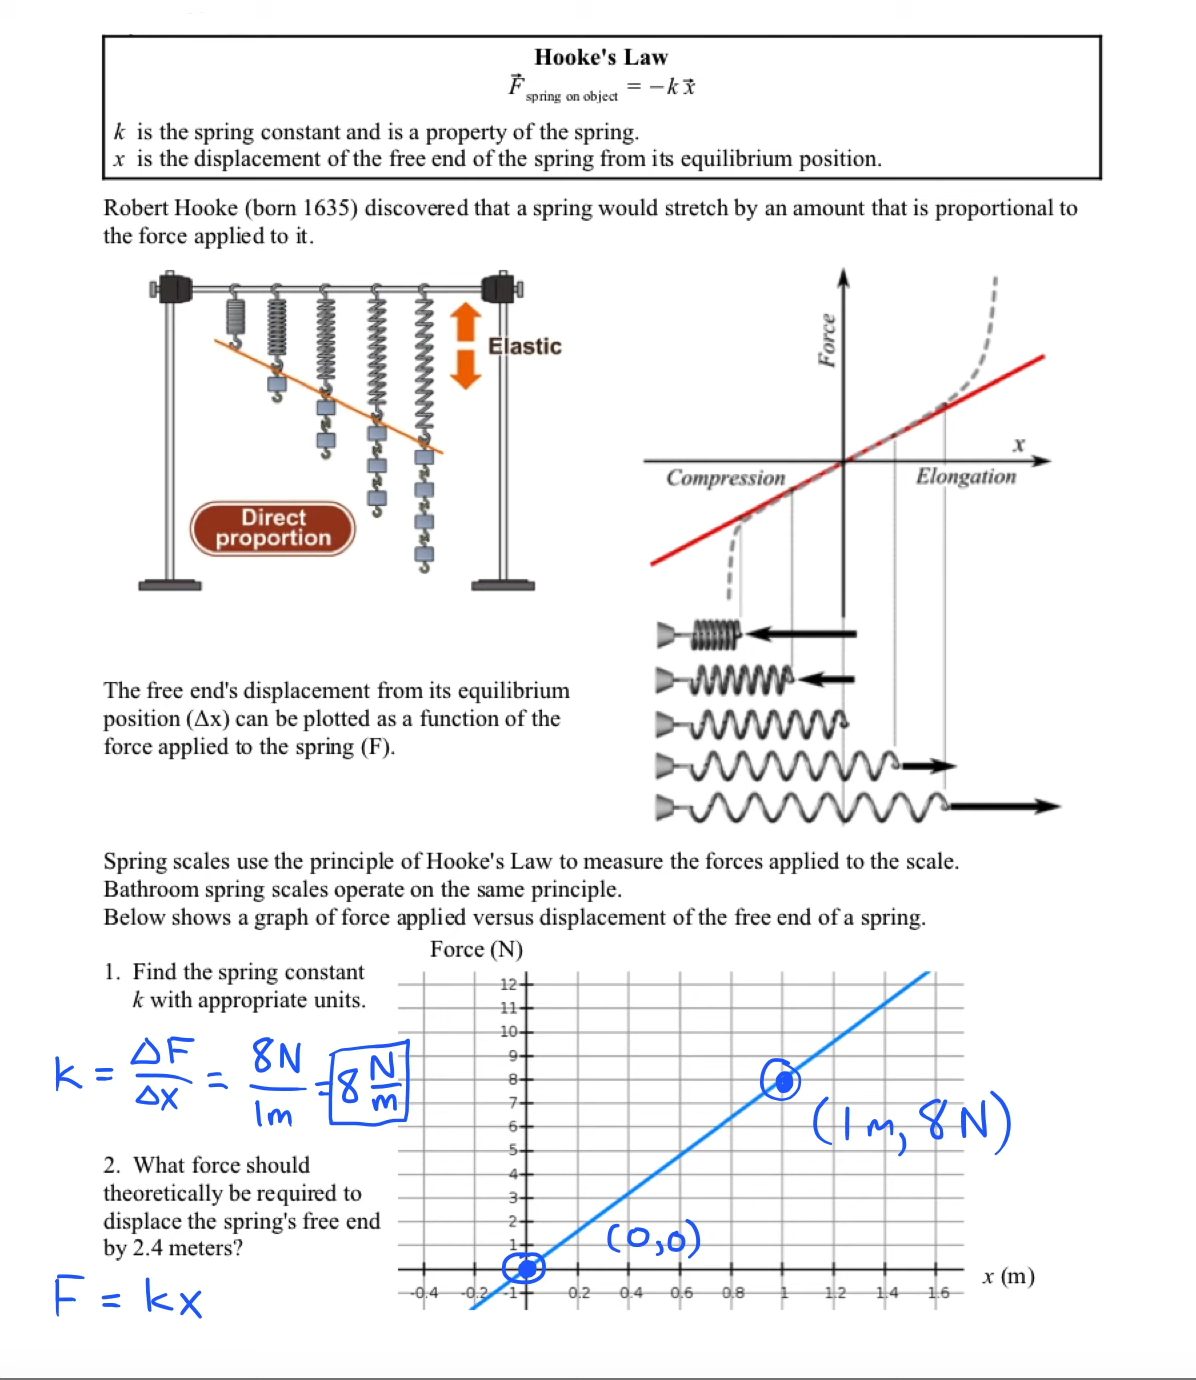 Hooke's Law
F⃗ spring on object = −kx⃗
k is the spring constant and is a property of the spring.
x is the displacement of the free end of the spring from its equilibrium position.
Robert Hooke (born 1635) discovered that a spring would stretch by an amount that is proportional to
the force applied to it.
Elastic
Direct
proportion
Force
x
Compression
Elongation
The free end's displacement from its equilibrium
position (Δx) can be plotted as a function of the
force applied to the spring (F).
Spring scales use the principle of Hooke's Law to measure the forces applied to the scale.
Bathroom spring scales operate on the same principle.
Below shows a graph of force applied versus displacement of the free end of a spring.
Force (N)
1. Find the spring constant
k with appropriate units.
k = ΔF/Δx = 8N/1m = 8 N/m
2. What force should
theoretically be required to
displace the spring's free end
by 2.4 meters?
F = kx
12
11
10
9
8
7
6
5
4
3
2
1
-1
(1m, 8N)
(0,0)
x (m)
-0.4 -0.2 0.2 0.4 0.6 0.8 1 1.2 1.4 1.6